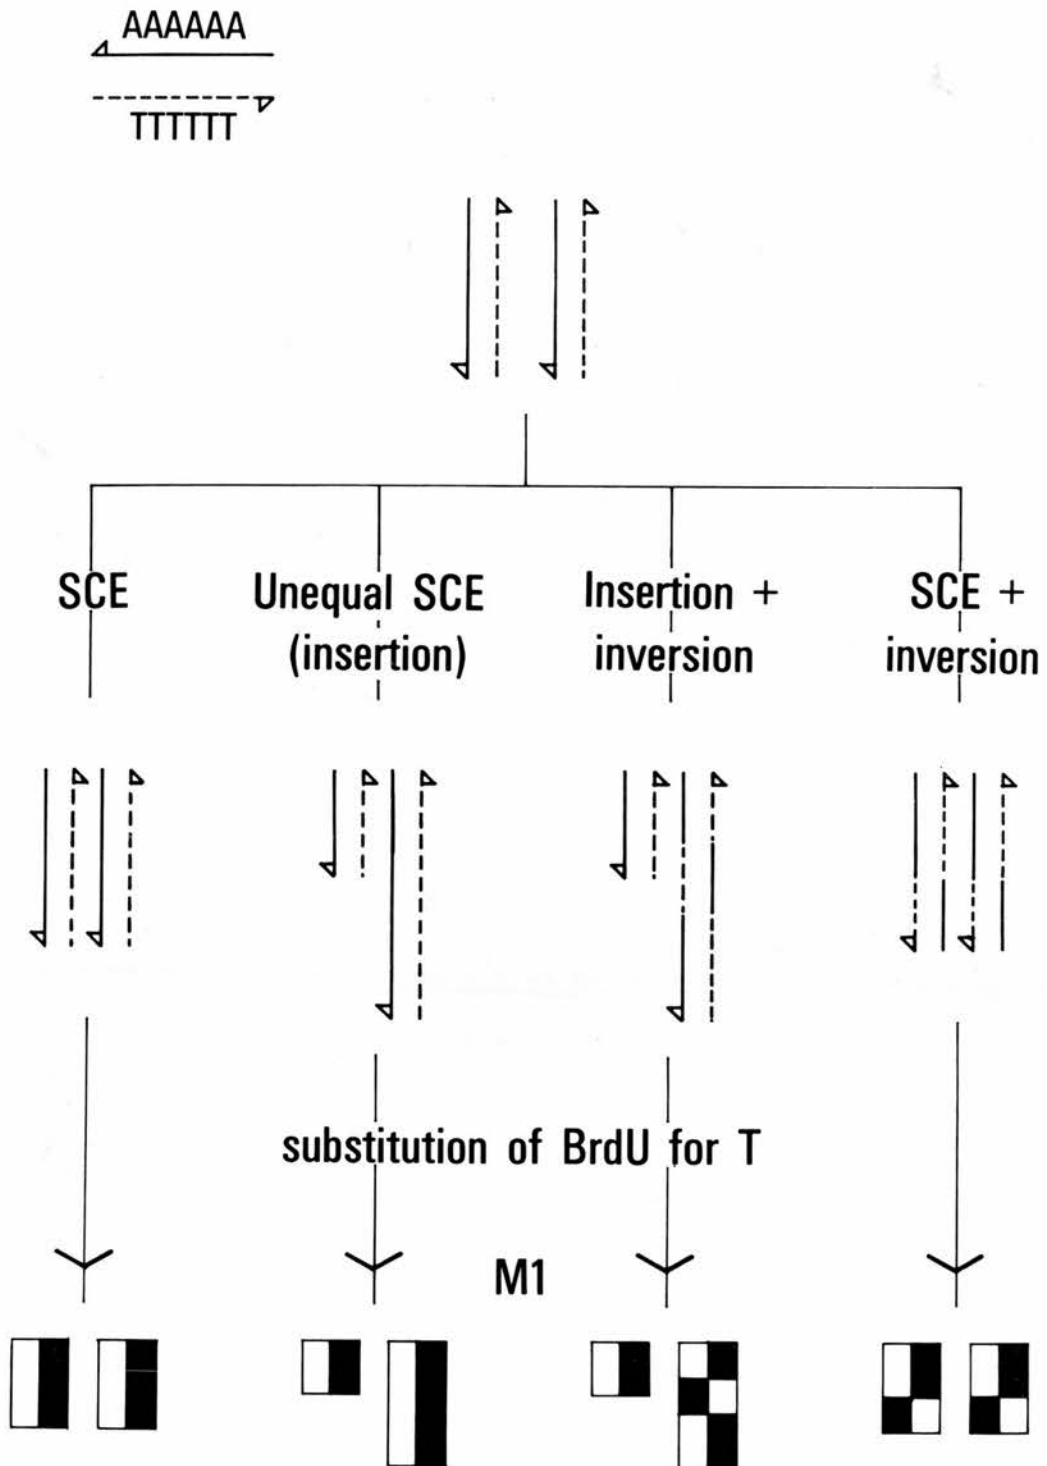 AAAAAA
TTTTTT
SCE
Unequal SCE
(insertion)
Insertion +
inversion
SCE +
inversion
substitution of BrdU for T
M1